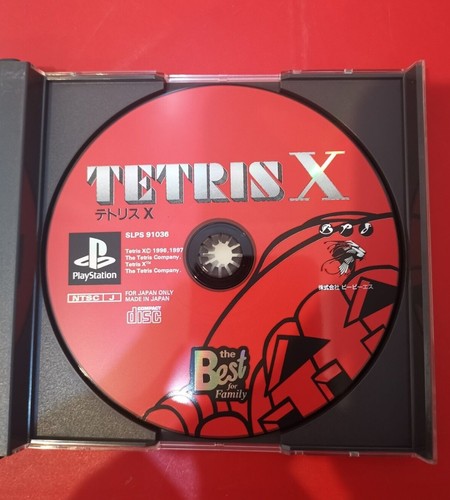 TETRIS X
テトリス X
SLPS 91036
BPS
PlayStation
Tetris X© 1996, 1997
The Tetris Company
Tetris X™
The Tetris Company
株式会社 ビーピーエス
NTSC J
FOR JAPAN ONLY
MADE IN JAPAN
COMPACT
disc
the
Best
for
Family